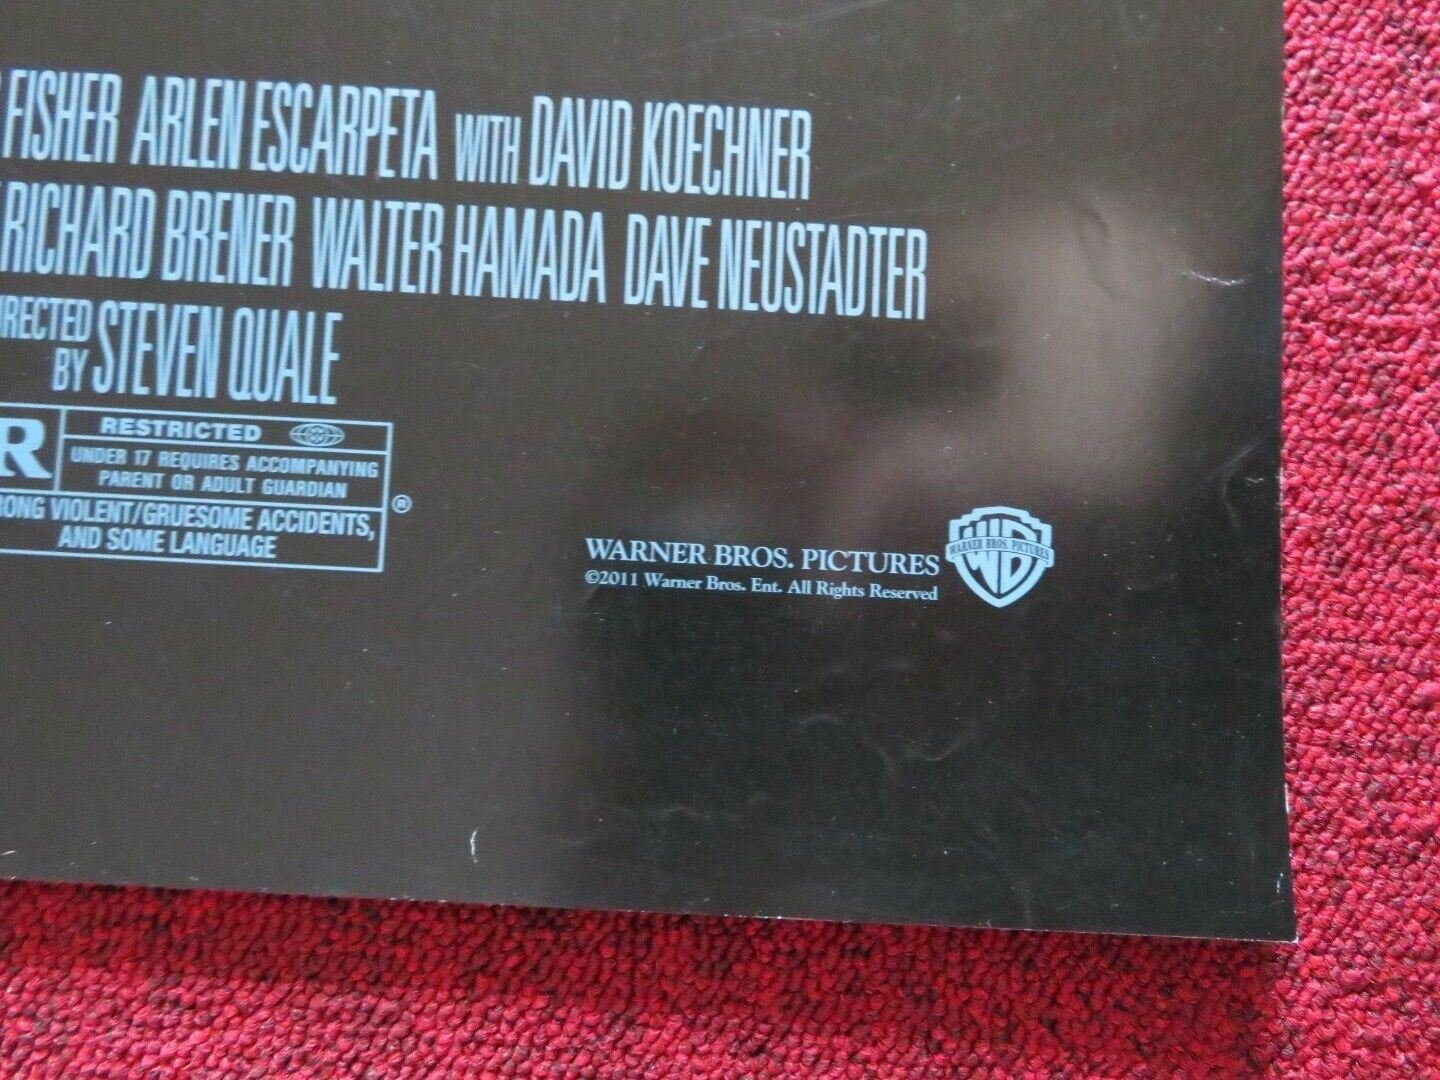 FISHER ARLEN ESCARPETA WITH DAVID KOECHNER
RICHARD BRENER WALTER HAMADA DAVE NEUSTADTER
DIRECTED BY STEVEN QUALE
R
RESTRICTED
UNDER 17 REQUIRES ACCOMPANYING
PARENT OR ADULT GUARDIAN
®
RONG VIOLENT/GRUESOME ACCIDENTS,
AND SOME LANGUAGE
WARNER BROS. PICTURES
©2011 Warner Bros. Ent. All Rights Reserved
WB
WARNER BROS. PICTURES